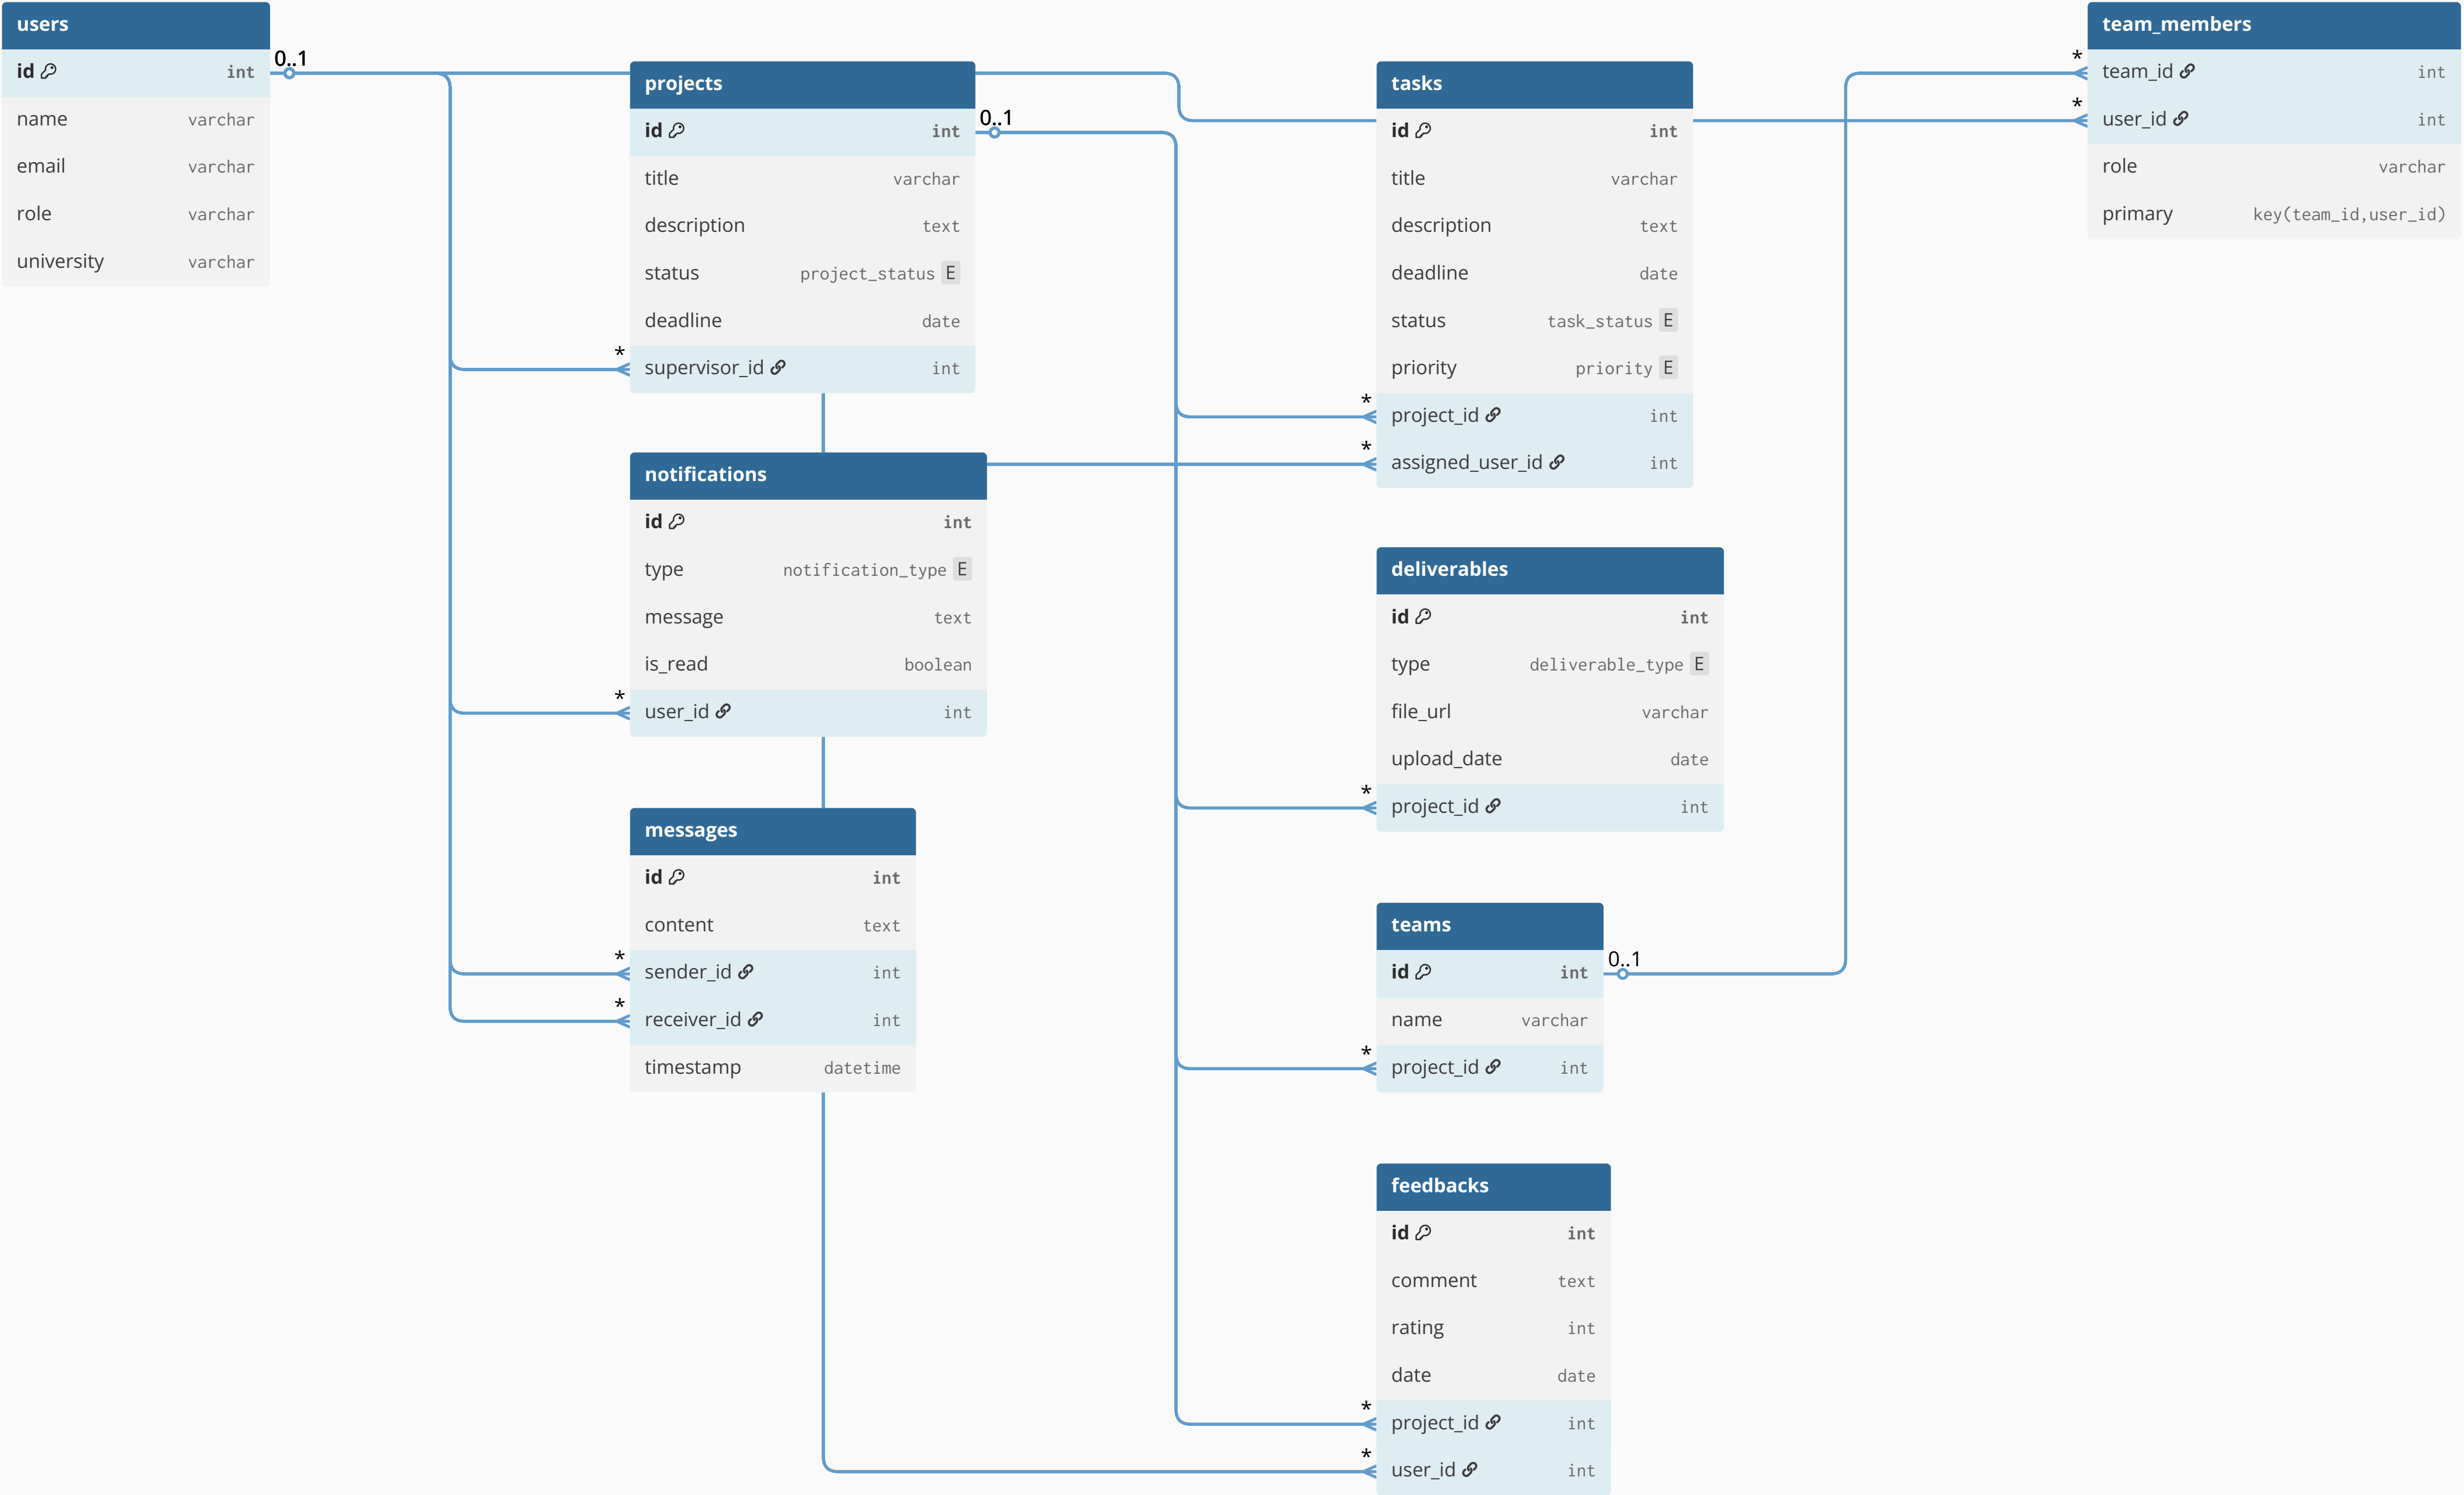 users
id int
name varchar
email varchar
role varchar
university varchar
0..1
projects
id int
title varchar
description text
status project_status E
deadline date
* supervisor_id int
0..1
notifications
id int
type notification_type E
message text
is_read boolean
* user_id int
messages
id int
content text
* sender_id int
* receiver_id int
timestamp datetime
tasks
id int
title varchar
description text
deadline date
status task_status E
priority priority E
* project_id int
* assigned_user_id int
deliverables
id int
type deliverable_type E
file_url varchar
upload_date date
* project_id int
teams
id int
0..1
name varchar
* project_id int
feedbacks
id int
comment text
rating int
date date
* project_id int
* user_id int
team_members
* team_id int
* user_id int
role varchar
primary key(team_id,user_id)